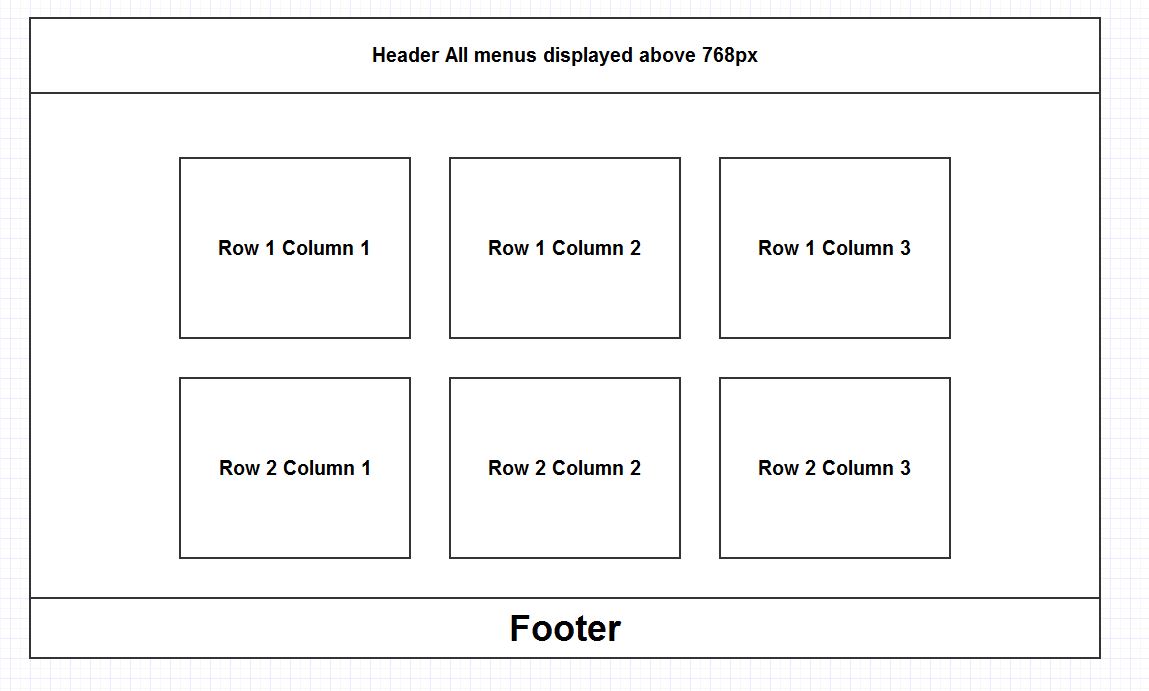 Header All menus displayed above 768px
Row 1 Column 1
Row 1 Column 2
Row 1 Column 3
Row 2 Column 1
Row 2 Column 2
Row 2 Column 3
Footer